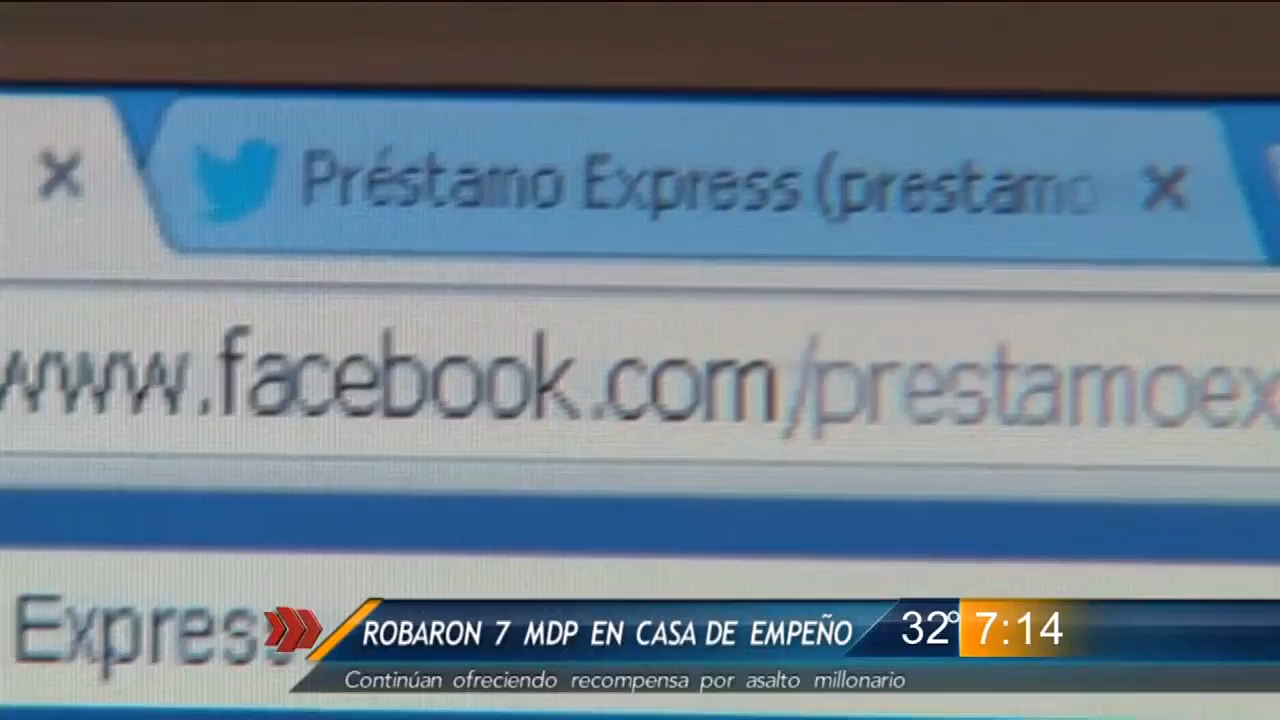 Préstamo Express (prestamo
www.facebook.com/prestamoex
Express
ROBARON 7 MDP EN CASA DE EMPEÑO
32° 7:14
Continúan ofreciendo recompensa por asalto millonario